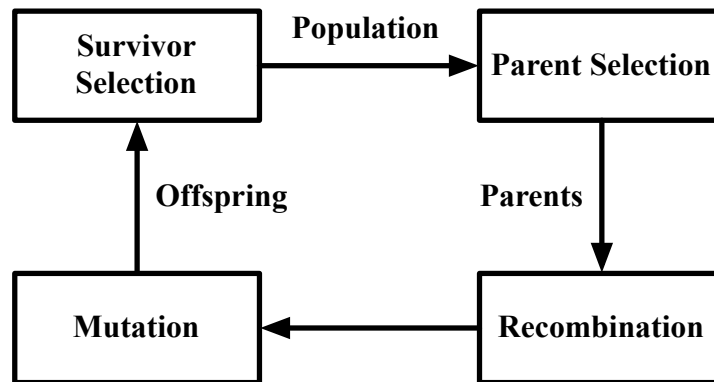 Survivor
Selection
Population
Parent Selection
Offspring
Parents
Mutation
Recombination